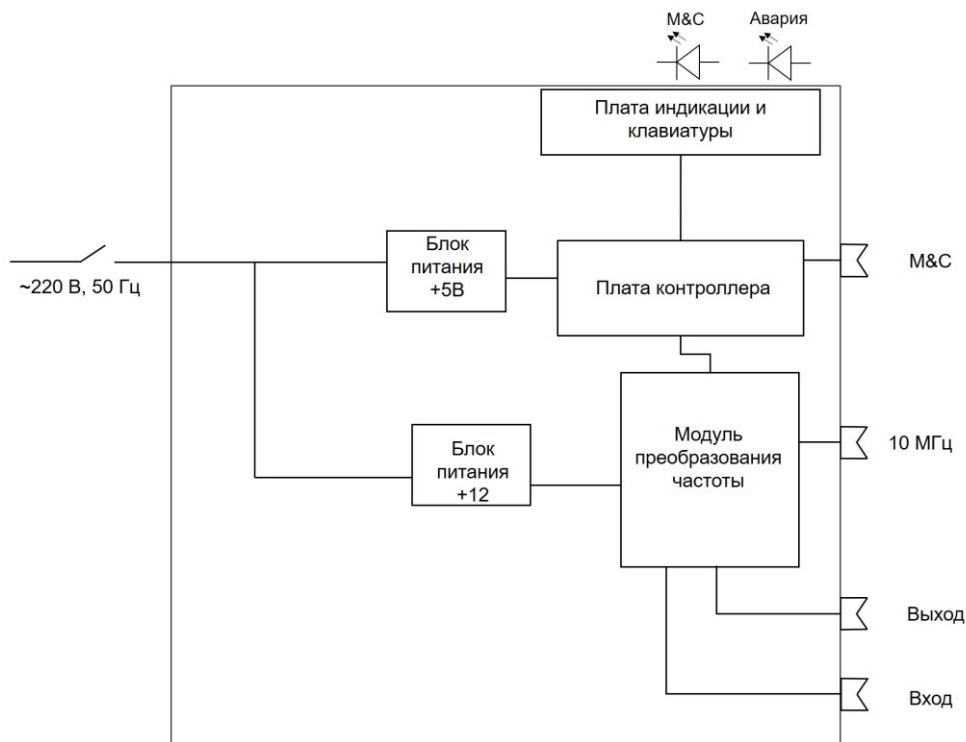 M&C
Авария
Плата индикации и
клавиатуры
Блок
питания
+5В
~220 В, 50 Гц
Плата контроллера
M&C
Блок
питания
+12
Модуль
преобразования
частоты
10 МГц
Выход
Вход